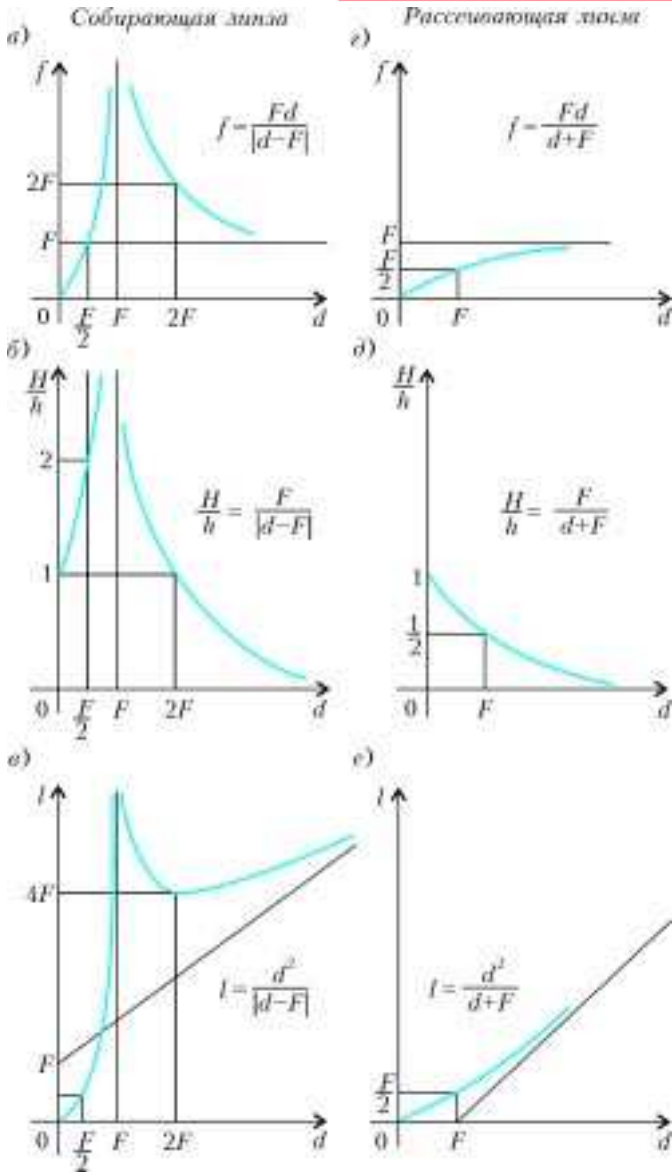 Собирающая линза
Рассеивающая линза
а)
f
f = Fd / |d−F|
2F
F
0 F/2 F 2F d
г)
f
f = Fd / d+F
F
F/2
0 F d
б)
H/h
2
H/h = F / |d−F|
1
0 F/2 F 2F d
д)
H/h
H/h = F / d+F
1
1/2
0 F d
в)
l
4F
l = d² / |d−F|
F
0 F/2 F 2F d
е)
l
l = d² / d+F
F/2
0 F d